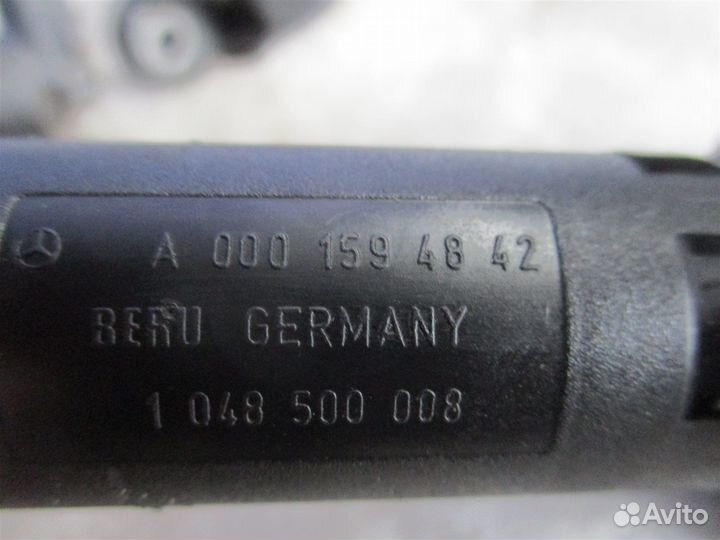 A 000 159 48 42
BERU GERMANY
1 048 500 008
Avito